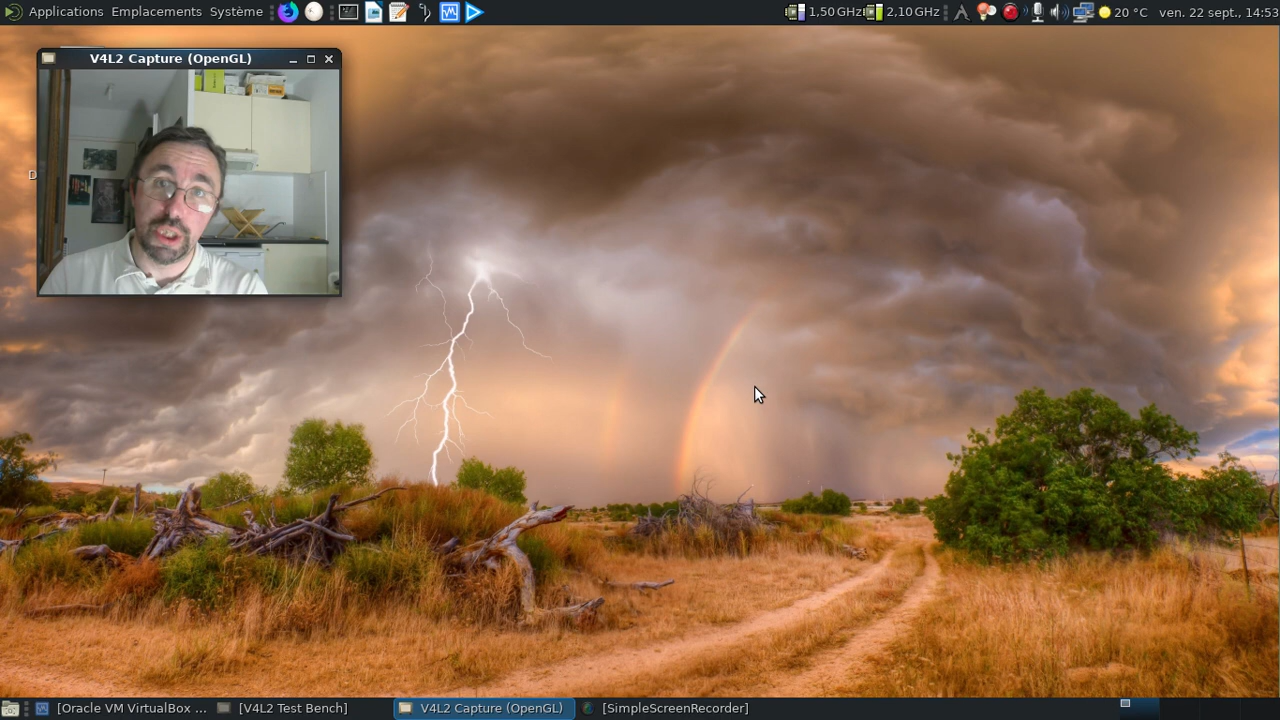 Applications Emplacements Système 1,50 GHz 2,10 GHz 20 °C ven. 22 sept., 14:53
V4L2 Capture (OpenGL)
D
[Oracle VM VirtualBox ... [V4L2 Test Bench] V4L2 Capture (OpenGL) [SimpleScreenRecorder]